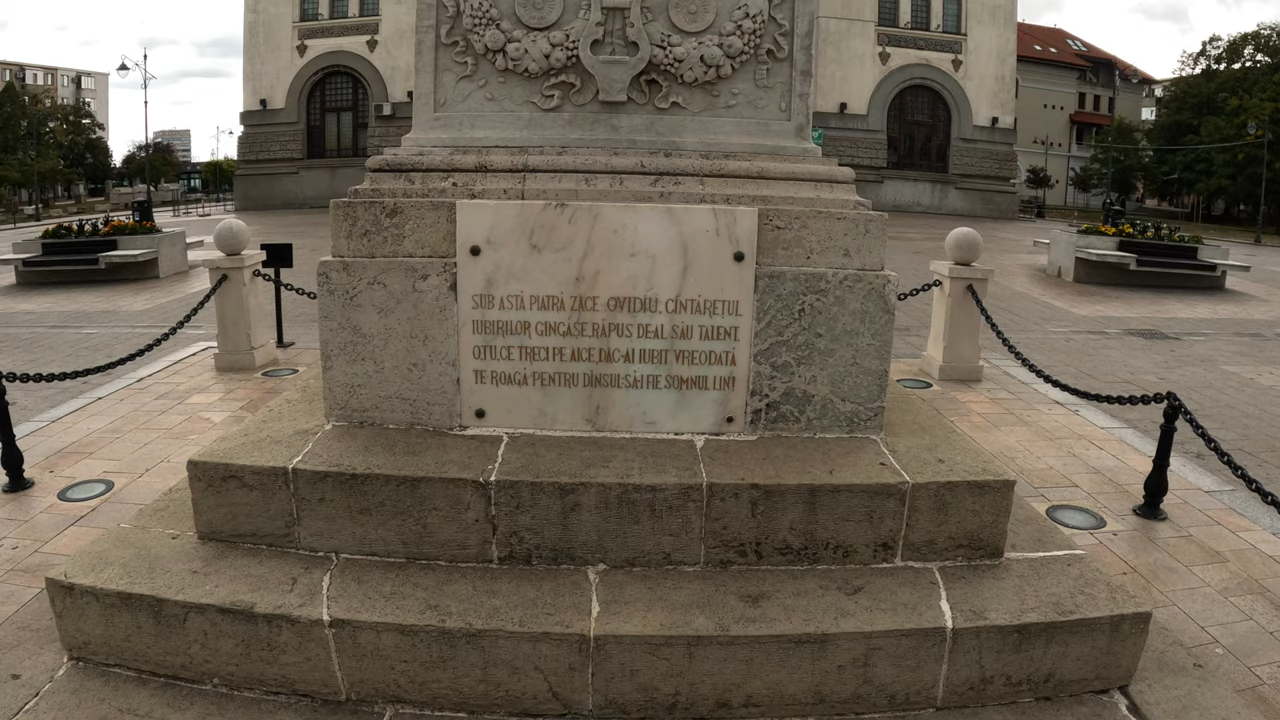 SUB ASTĂ PIATRĂ ZACE OVIDIU, CÎNTĂREȚUL
IUBIRILOR GINGAȘE, RĂPUS DE AL SĂU TALENT.
O,TU, CE TRECI PE AICE, DAC-AI IUBIT VREODATĂ
TE ROAGĂ PENTRU DÎNSUL: SĂ-I FIE SOMNUL LIN!